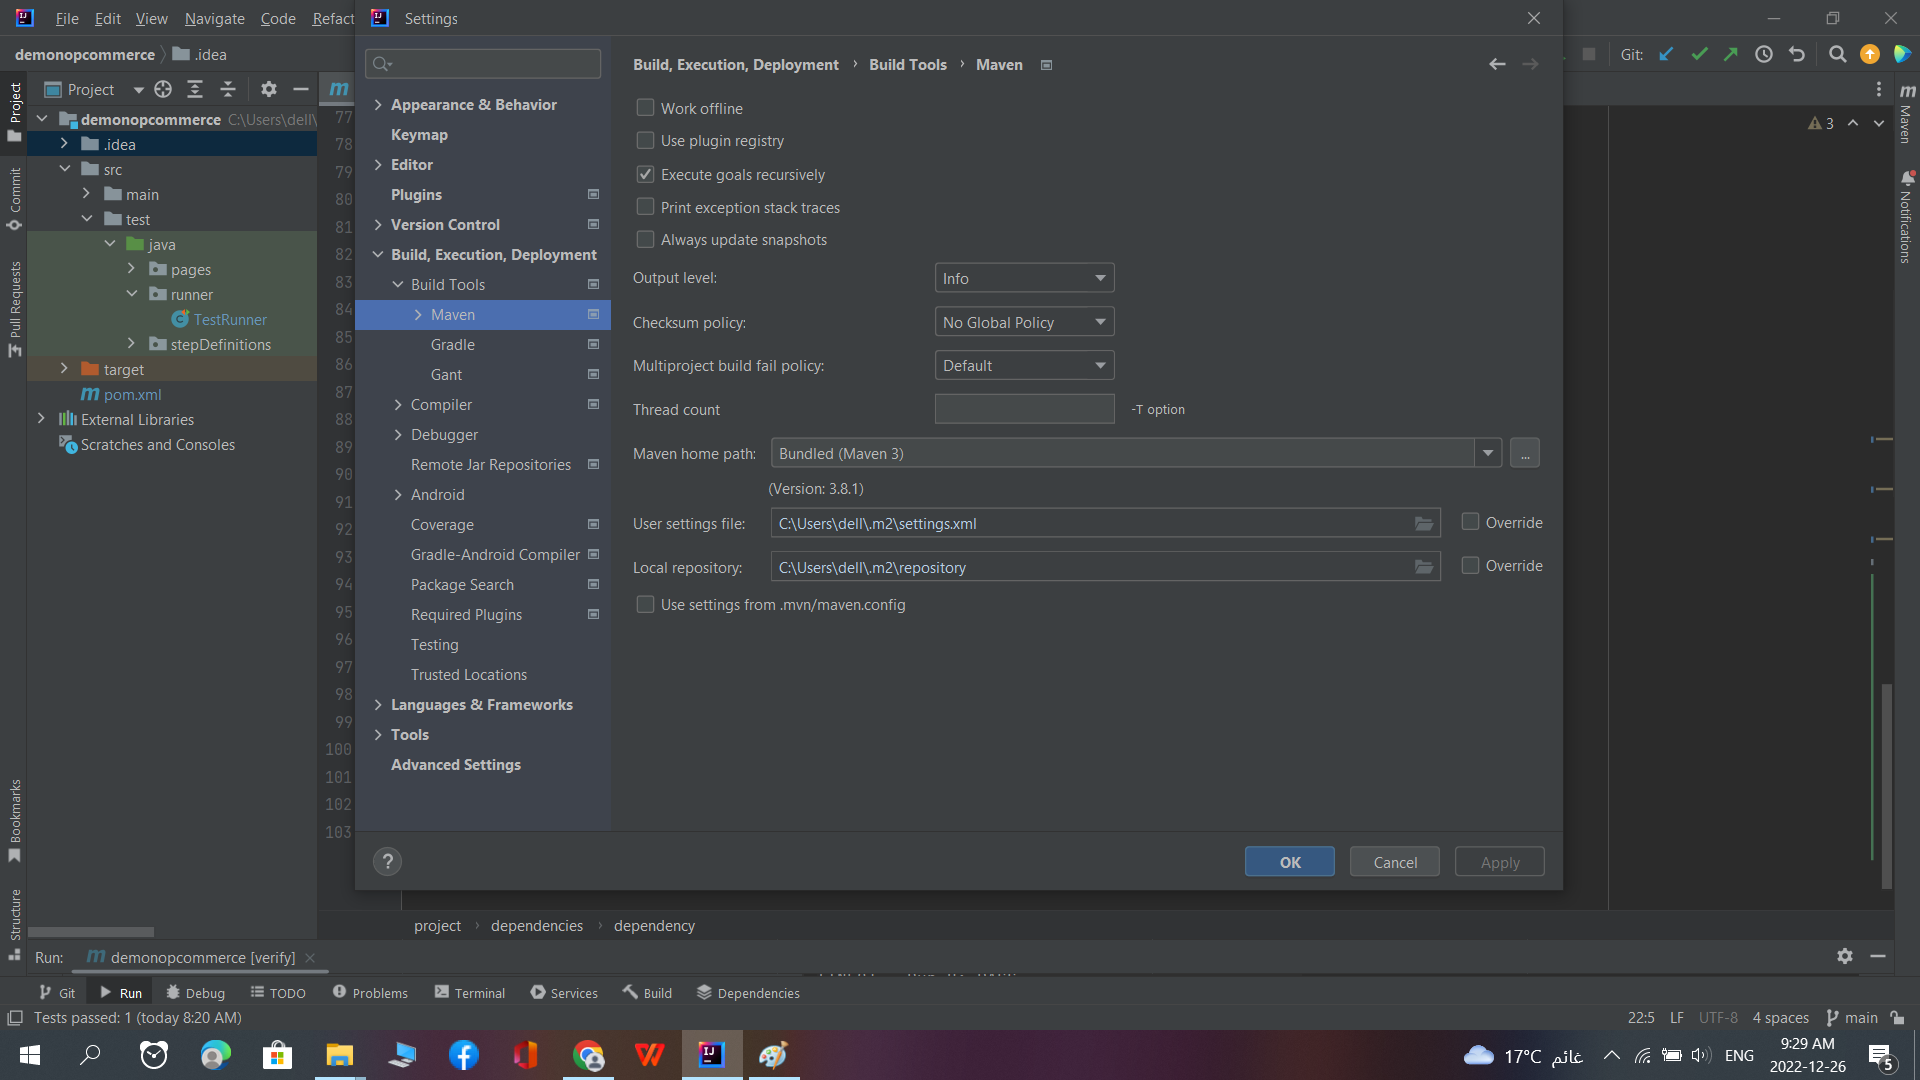 File Edit View Navigate Code Refact
Settings
demonopcommerce .idea
Git:
Project
Build, Execution, Deployment › Build Tools › Maven
demonopcommerce C:\Users\dell\
.idea
src
main
test
java
pages
runner
TestRunner
stepDefinitions
target
pom.xml
External Libraries
Scratches and Consoles
Project
Commit
Pull Requests
Bookmarks
Structure
77
78
79
80
81
82
83
84
85
86
87
88
89
90
91
92
93
94
95
96
97
98
99
100
101
102
103
Appearance & Behavior
Keymap
Editor
Plugins
Version Control
Build, Execution, Deployment
Build Tools
Maven
Gradle
Gant
Compiler
Debugger
Remote Jar Repositories
Android
Coverage
Gradle-Android Compiler
Package Search
Required Plugins
Testing
Trusted Locations
Languages & Frameworks
Tools
Advanced Settings
Work offline
Use plugin registry
Execute goals recursively
Print exception stack traces
Always update snapshots
Output level: Info
Checksum policy: No Global Policy
Multiproject build fail policy: Default
Thread count -T option
Maven home path: Bundled (Maven 3) ...
(Version: 3.8.1)
User settings file: C:\Users\dell\.m2\settings.xml Override
Local repository: C:\Users\dell\.m2\repository Override
Use settings from .mvn/maven.config
? OK Cancel Apply
3
Maven
Notifications
project › dependencies › dependency
Run: demonopcommerce [verify]
Git Run Debug TODO Problems Terminal Services Build Dependencies
Tests passed: 1 (today 8:20 AM) 22:5 LF UTF-8 4 spaces main
17°C غائم ENG 9:29 AM
2022-12-26 5